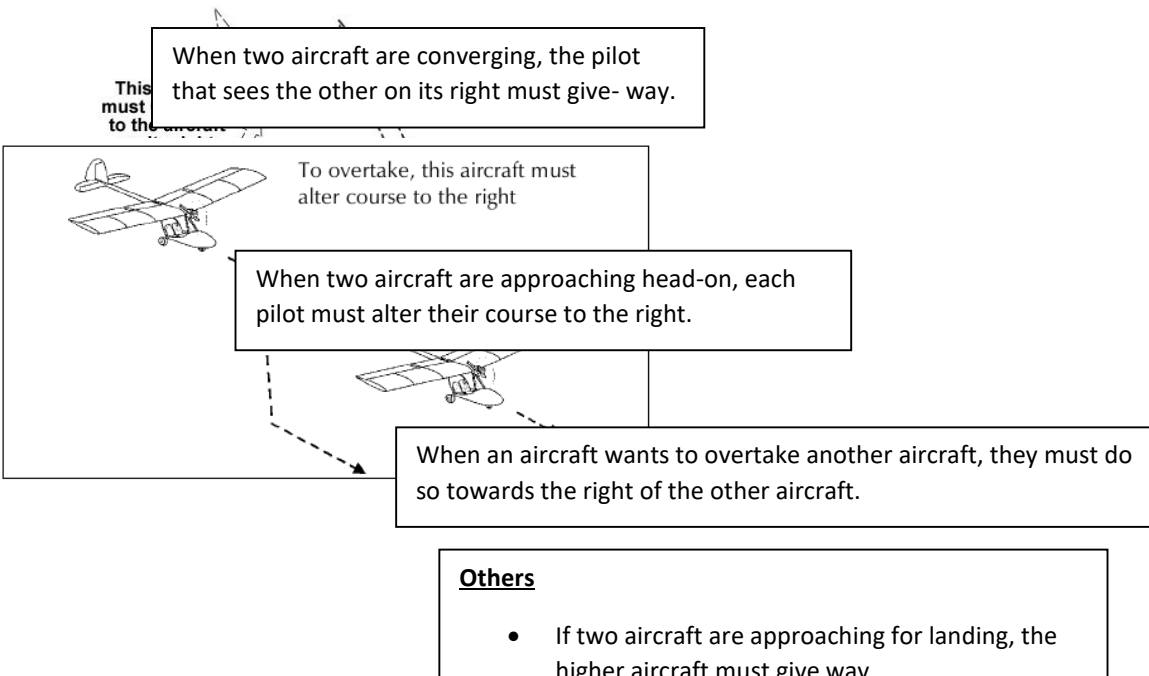 When two aircraft are converging, the pilot
that sees the other on its right must give- way.
This
must
to the aircraft
To overtake, this aircraft must
alter course to the right
When two aircraft are approaching head-on, each
pilot must alter their course to the right.
When an aircraft wants to overtake another aircraft, they must do
so towards the right of the other aircraft.
Others
• If two aircraft are approaching for landing, the
higher aircraft must give way